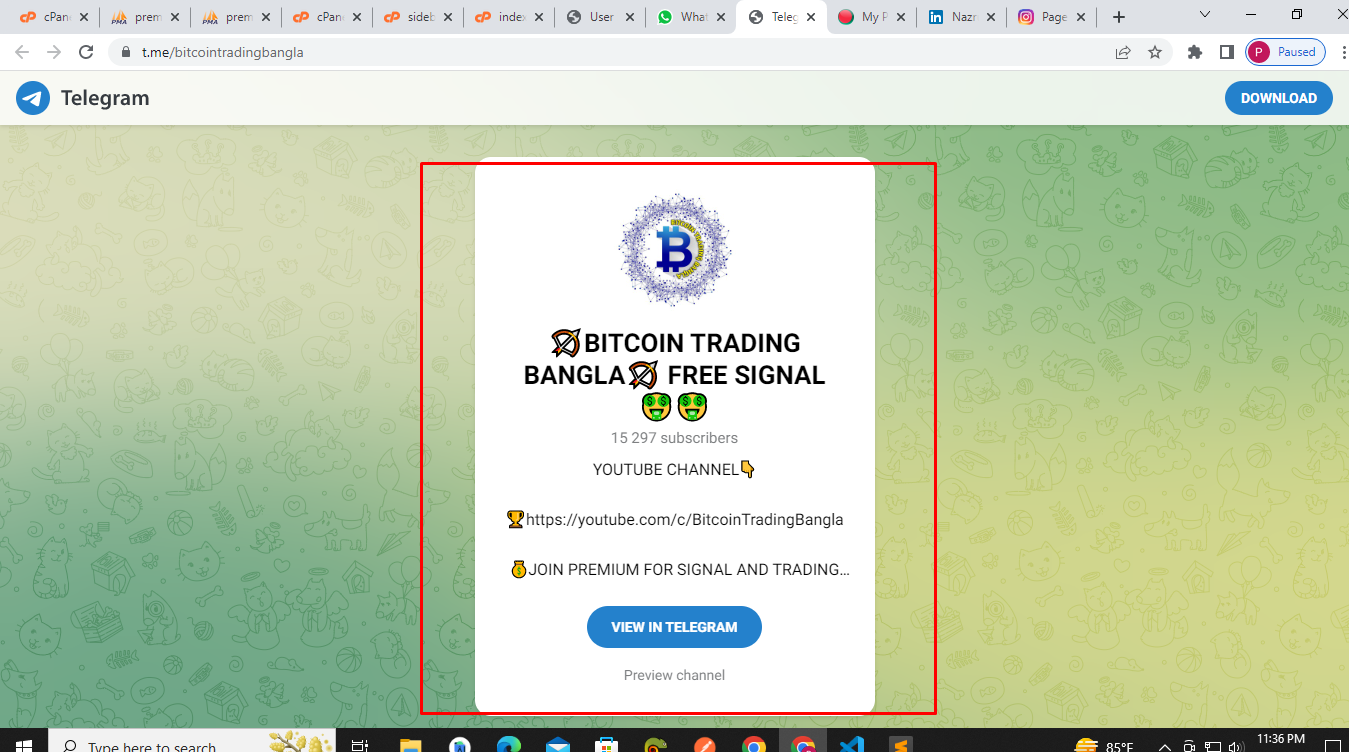 cPan
prem
prem
cPan
sideb
index
User
What
Teleg
My P
Nazr
Page
t.me/bitcointradingbangla
P Paused
Telegram
DOWNLOAD
🏹BITCOIN TRADING
BANGLA🏹 FREE SIGNAL
🤑🤑
15 297 subscribers
YOUTUBE CHANNEL👇
🏆https://youtube.com/c/BitcoinTradingBangla
💰JOIN PREMIUM FOR SIGNAL AND TRADING...
VIEW IN TELEGRAM
Preview channel
Type here to search
85°F
11:36 PM